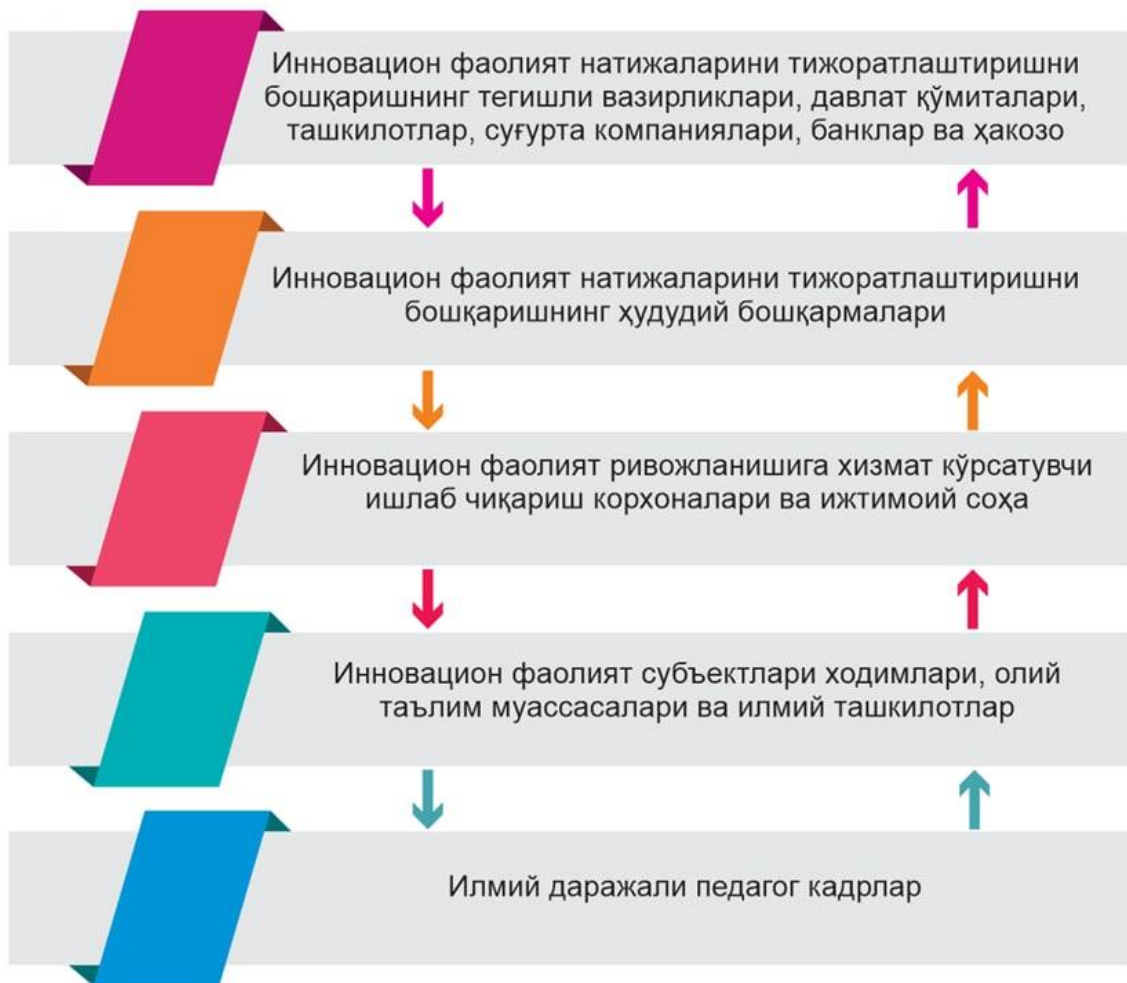 Инновацион фаолият натижаларини тижоратлаштиришни
бошқаришнинг тегишли вазирликлари, давлат қўмиталари,
ташкилотлар, суғурта компаниялари, банклар ва ҳакозо
Инновацион фаолият натижаларини тижоратлаштиришни
бошқаришнинг ҳудудий бошқармалари
Инновацион фаолият ривожланишига хизмат кўрсатувчи
ишлаб чиқариш корхоналари ва ижтимоий соҳа
Инновацион фаолият субъектлари ходимлари, олий
таълим муассасалари ва илмий ташкилотлар
Илмий даражали педагог кадрлар